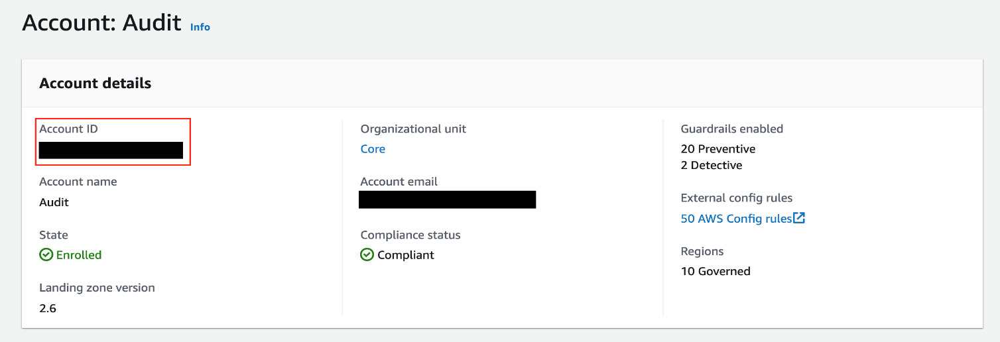 Account: Audit Info
Account details
Account ID
Account name
Audit
State
Enrolled
Landing zone version
2.6
Organizational unit
Core
Account email
Compliance status
Compliant
Guardrails enabled
20 Preventive
2 Detective
External config rules
50 AWS Config rules
Regions
10 Governed